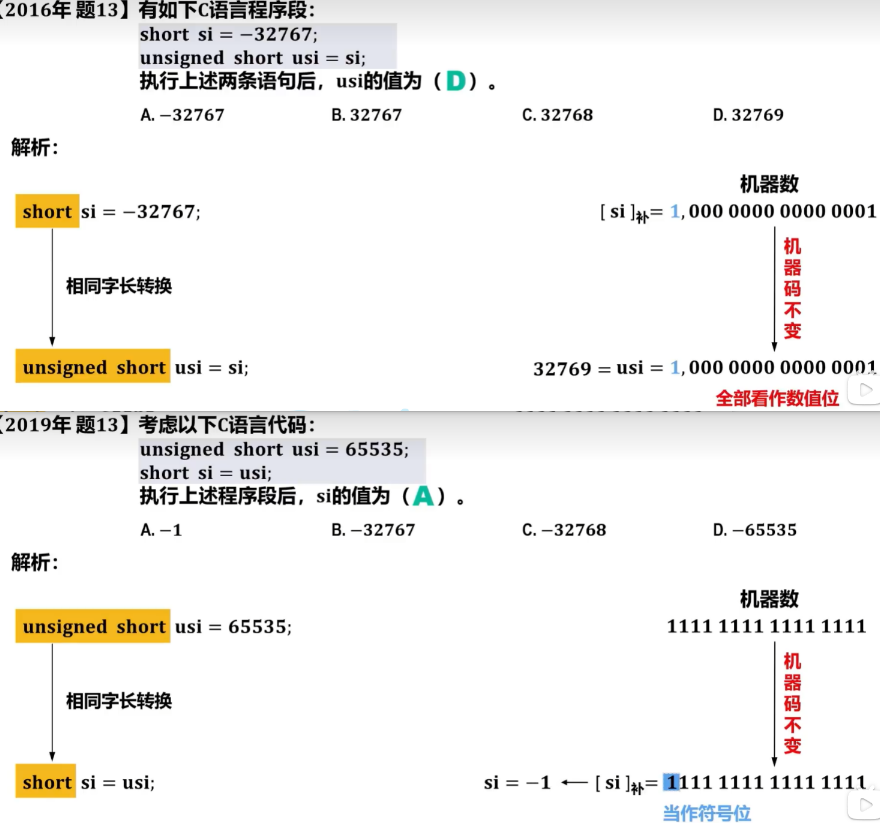 【2016年 题13】有如下C语言程序段：
short si = −32767;
unsigned short usi = si;
执行上述两条语句后，usi的值为（D）。
A. −32767 B. 32767 C. 32768 D. 32769
解析：
机器数
short si = −32767; [ si ]补= 1,000 0000 0000 0001
相同字长转换
机器码不变
unsigned short usi = si; 32769 = usi = 1,000 0000 0000 0001
全部看作数值位
【2019年 题13】考虑以下C语言代码：
unsigned short usi = 65535;
short si = usi;
执行上述程序段后，si的值为（A）。
A. −1 B. −32767 C. −32768 D. −65535
解析：
机器数
unsigned short usi = 65535; 1111 1111 1111 1111
相同字长转换
机器码不变
short si = usi; si = −1 ← [ si ]补= 1111 1111 1111 1111
当作符号位